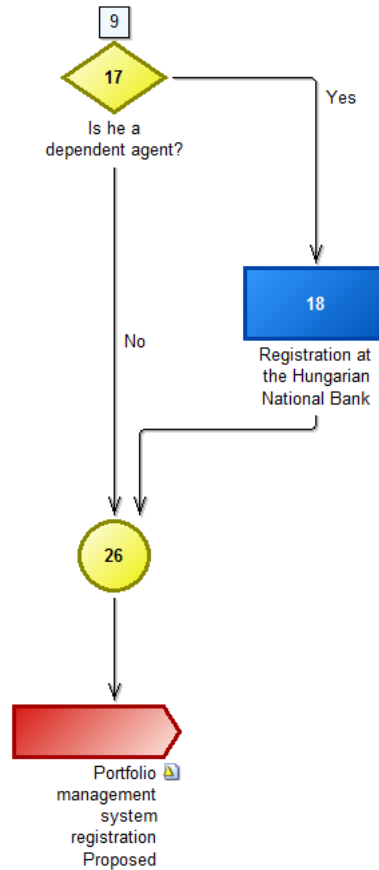 9
17
Is he a
dependent agent?
Yes
18
No
Registration at
the Hungarian
National Bank
26
Portfolio
management
system
registration
Proposed